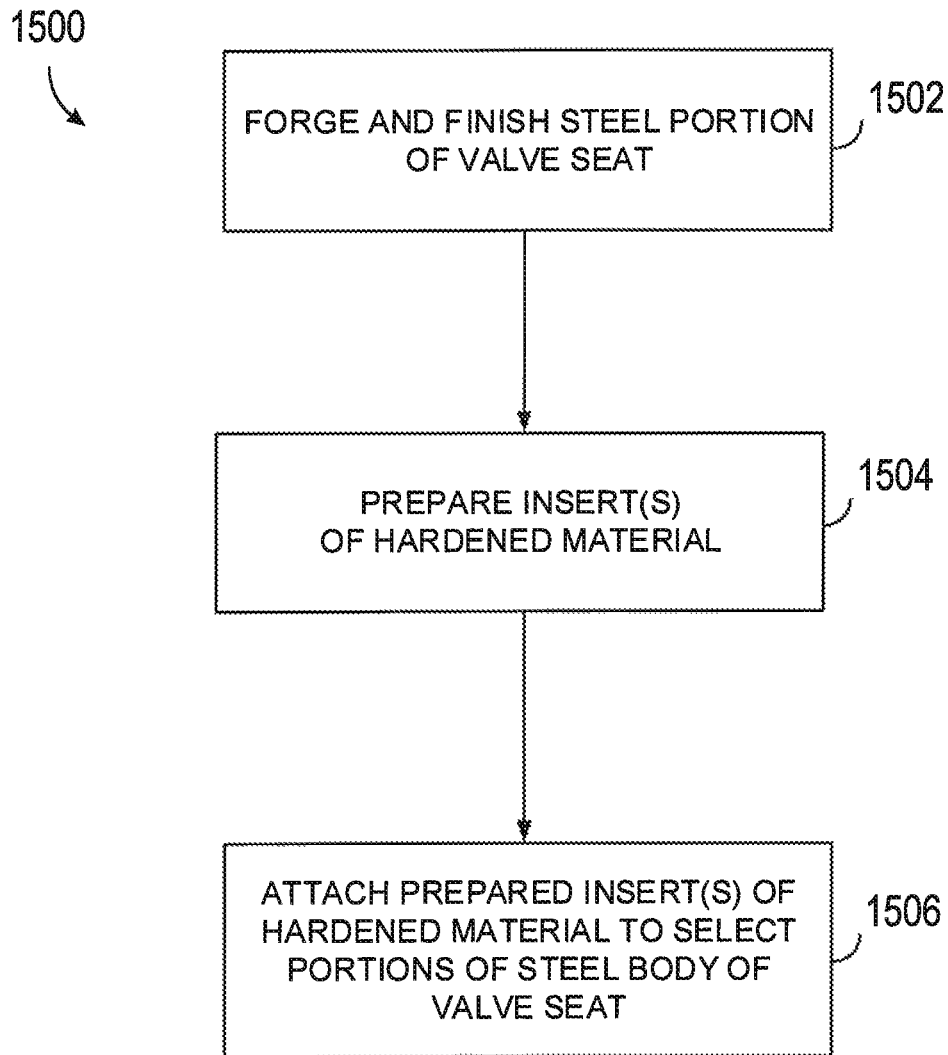 1500
FORGE AND FINISH STEEL PORTION
OF VALVE SEAT
1502
PREPARE INSERT(S)
OF HARDENED MATERIAL
1504
ATTACH PREPARED INSERT(S) OF
HARDENED MATERIAL TO SELECT
PORTIONS OF STEEL BODY OF
VALVE SEAT
1506